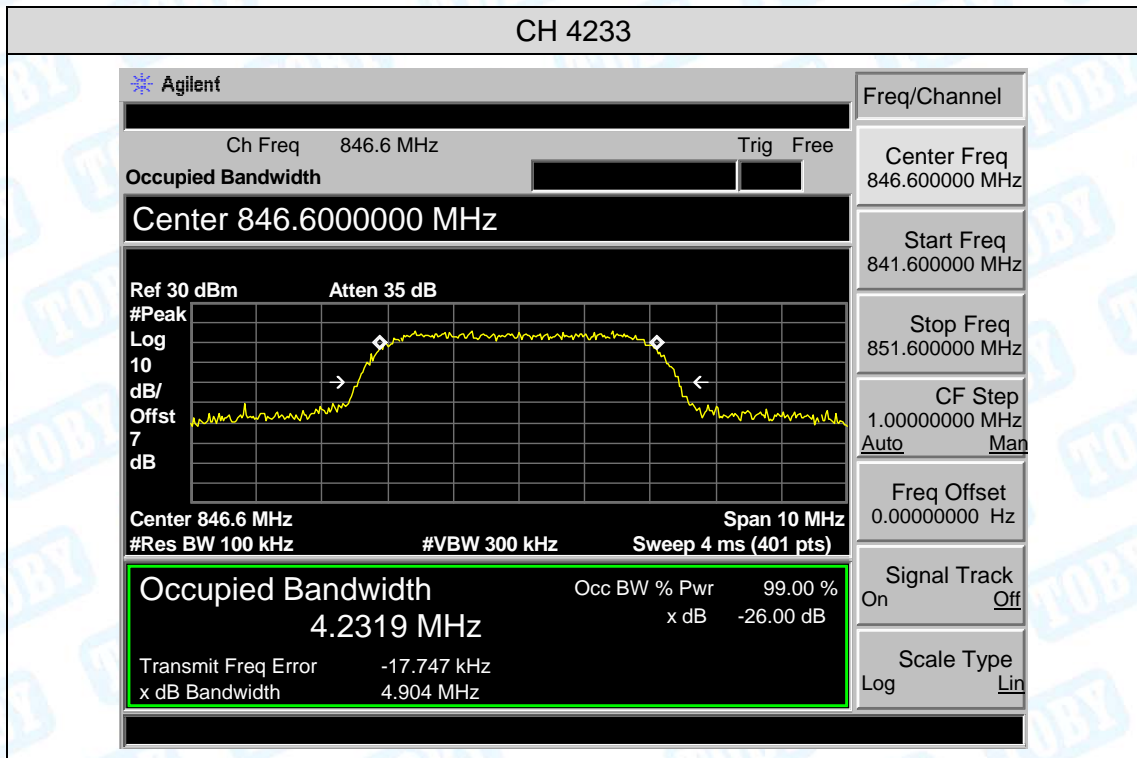 CH 4233
Agilent
Freq/Channel
Ch Freq 846.6 MHz Trig Free
Occupied Bandwidth
Center 846.6000000 MHz
Center Freq
846.600000 MHz
Start Freq
841.600000 MHz
Stop Freq
851.600000 MHz
CF Step
1.00000000 MHz
Auto Man
Freq Offset
0.00000000 Hz
Signal Track
On Off
Scale Type
Log Lin
Ref 30 dBm Atten 35 dB
#Peak
Log
10
dB/
Offst
7
dB
Center 846.6 MHz Span 10 MHz
#Res BW 100 kHz #VBW 300 kHz Sweep 4 ms (401 pts)
Occupied Bandwidth Occ BW % Pwr 99.00 %
4.2319 MHz x dB -26.00 dB
Transmit Freq Error -17.747 kHz
x dB Bandwidth 4.904 MHz
TOBY